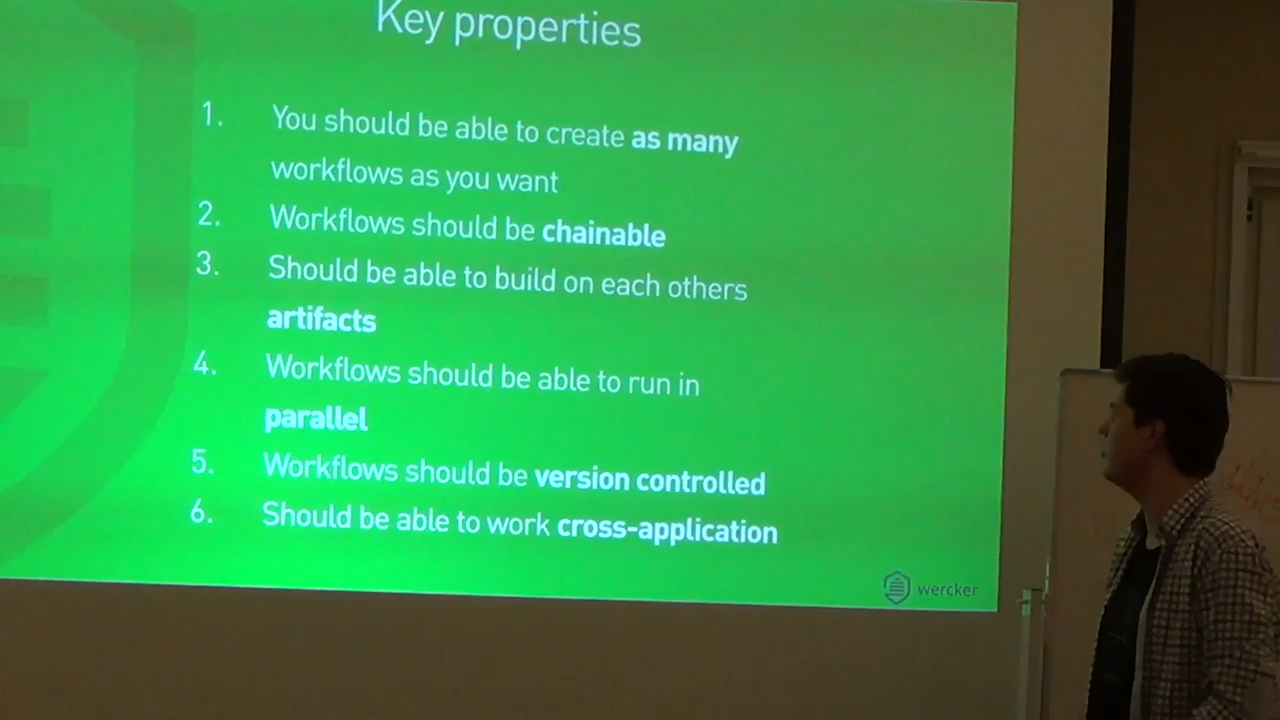 Key properties
1. You should be able to create as many
workflows as you want
2. Workflows should be chainable
3. Should be able to build on each others
artifacts
4. Workflows should be able to run in
parallel
5. Workflows should be version controlled
6. Should be able to work cross-application
wercker